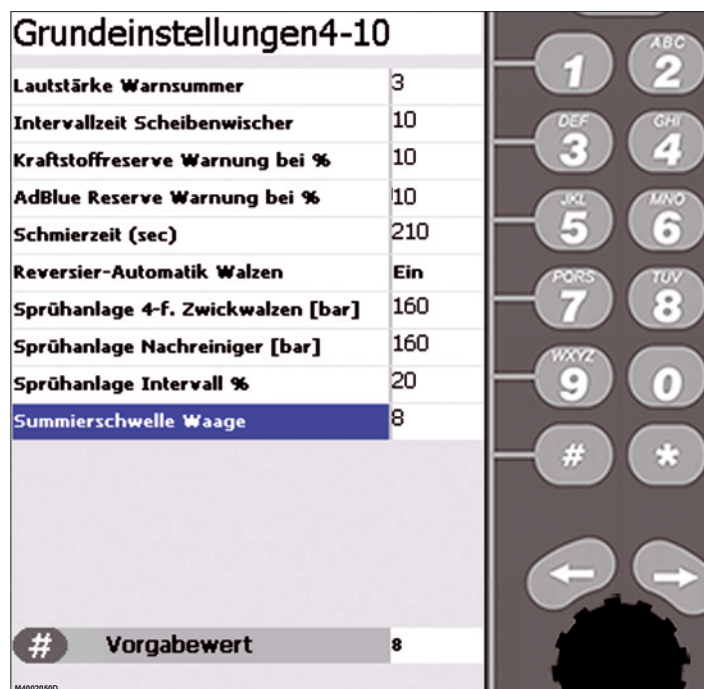 Grundeinstellungen4-10
Lautstärke Warnsummer 3
Intervallzeit Scheibenwischer 10
Kraftstoffreserve Warnung bei % 10
AdBlue Reserve Warnung bei % 10
Schmierzeit (sec) 210
Reversier-Automatik Walzen Ein
Sprühanlage 4-f. Zwickwalzen [bar] 160
Sprühanlage Nachreiniger [bar] 160
Sprühanlage Intervall % 20
Summierschwelle Waage 8
# Vorgabewert 8
M4002050D
1
ABC
2
DEF
3
GHI
4
JKL
5
MNO
6
PQRS
7
TUV
8
WXYZ
9
0
#
*